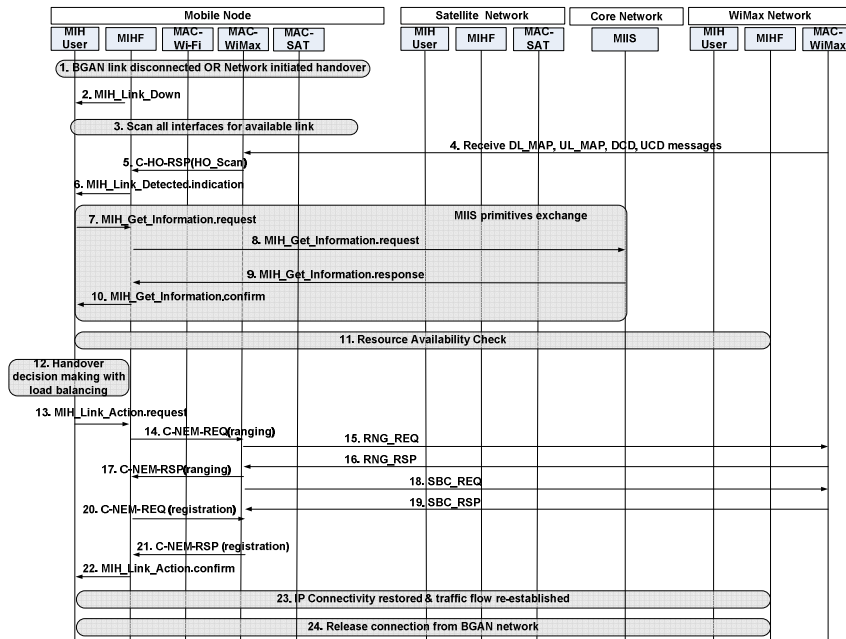 Mobile Node
Satellite Network
Core Network
WiMax Network
MIH User
MIHF
MAC-Wi-Fi
MAC-WiMax
MAC-SAT
MIH User
MIHF
MAC-SAT
MIIS
MIH User
MIHF
MAC-WiMax
1. BGAN link disconnected OR Network initiated handover
2. MIH_Link_Down
3. Scan all interfaces for available link
4. Receive DL_MAP, UL_MAP, DCD, UCD messages
5. C-HO-RSP(HO_Scan)
6. MIH_Link_Detected.indication
7. MIH_Get_Information.request
MIIS primitives exchange
8. MIH_Get_Information.request
9. MIH_Get_Information.response
10. MIH_Get_Information.confirm
11. Resource Availability Check
12. Handover
decision making with
load balancing
13. MIH_Link_Action.request
14. C-NEM-REQ(ranging)
15. RNG_REQ
16. RNG_RSP
17. C-NEM-RSP(ranging)
18. SBC_REQ
19. SBC_RSP
20. C-NEM-REQ (registration)
21. C-NEM-RSP (registration)
22. MIH_Link_Action.confirm
23. IP Connectivity restored & traffic flow re-established
24. Release connection from BGAN network